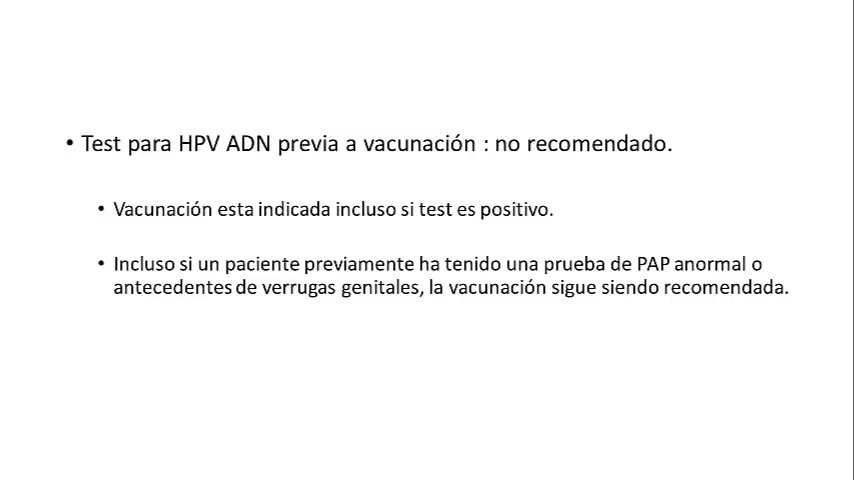 • Test para HPV ADN previa a vacunación : no recomendado.
• Vacunación esta indicada incluso si test es positivo.
• Incluso si un paciente previamente ha tenido una prueba de PAP anormal o
antecedentes de verrugas genitales, la vacunación sigue siendo recomendada.